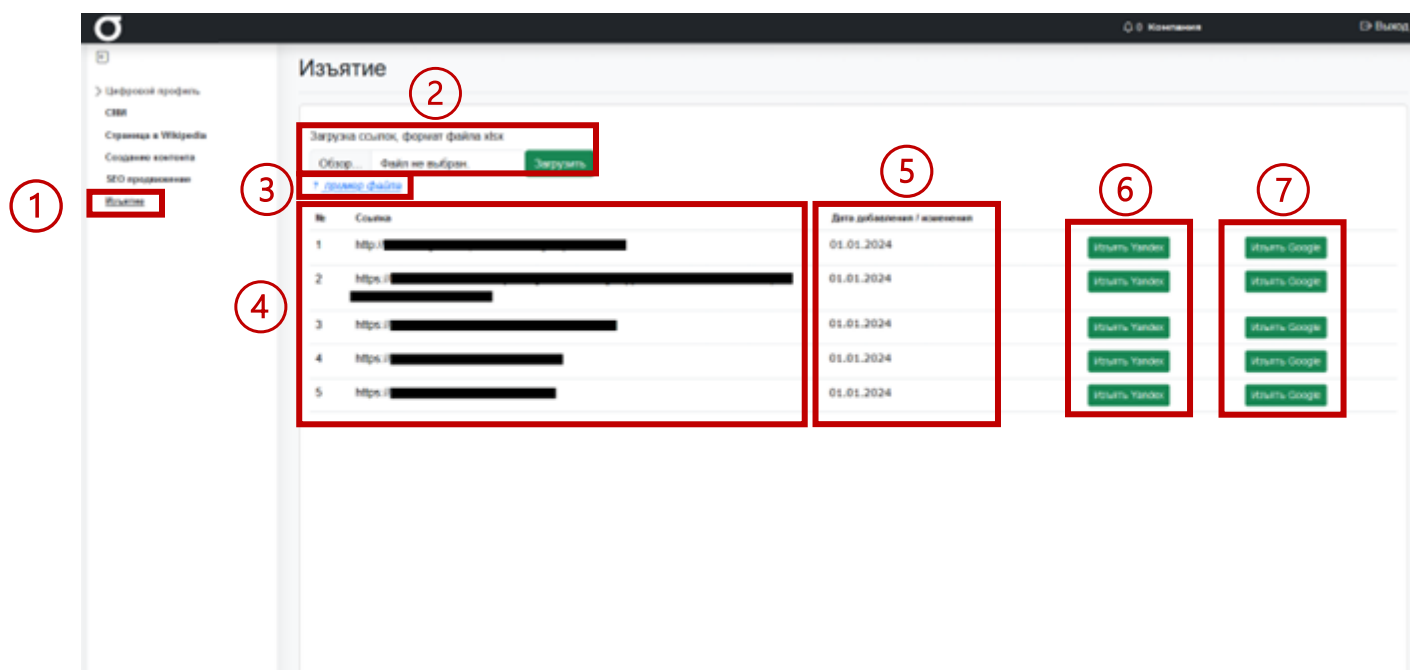 0 Компания
Выход
Изъятие
2
Цифровой профиль
СМИ
Страница в Wikipedia
Создание контента
SEO продвижение
Изъятие
1
Загрузка ссылок, формат файла xlsx
Обзор... Файл не выбран. Загрузить
3
? пример файла
5
6
7
№ Ссылка Дата добавления / изменения
4
1 http:// 01.01.2024 Изъять Yandex Изъять Google
2 https:// 01.01.2024 Изъять Yandex Изъять Google
3 https:// 01.01.2024 Изъять Yandex Изъять Google
4 https:// 01.01.2024 Изъять Yandex Изъять Google
5 https:// 01.01.2024 Изъять Yandex Изъять Google